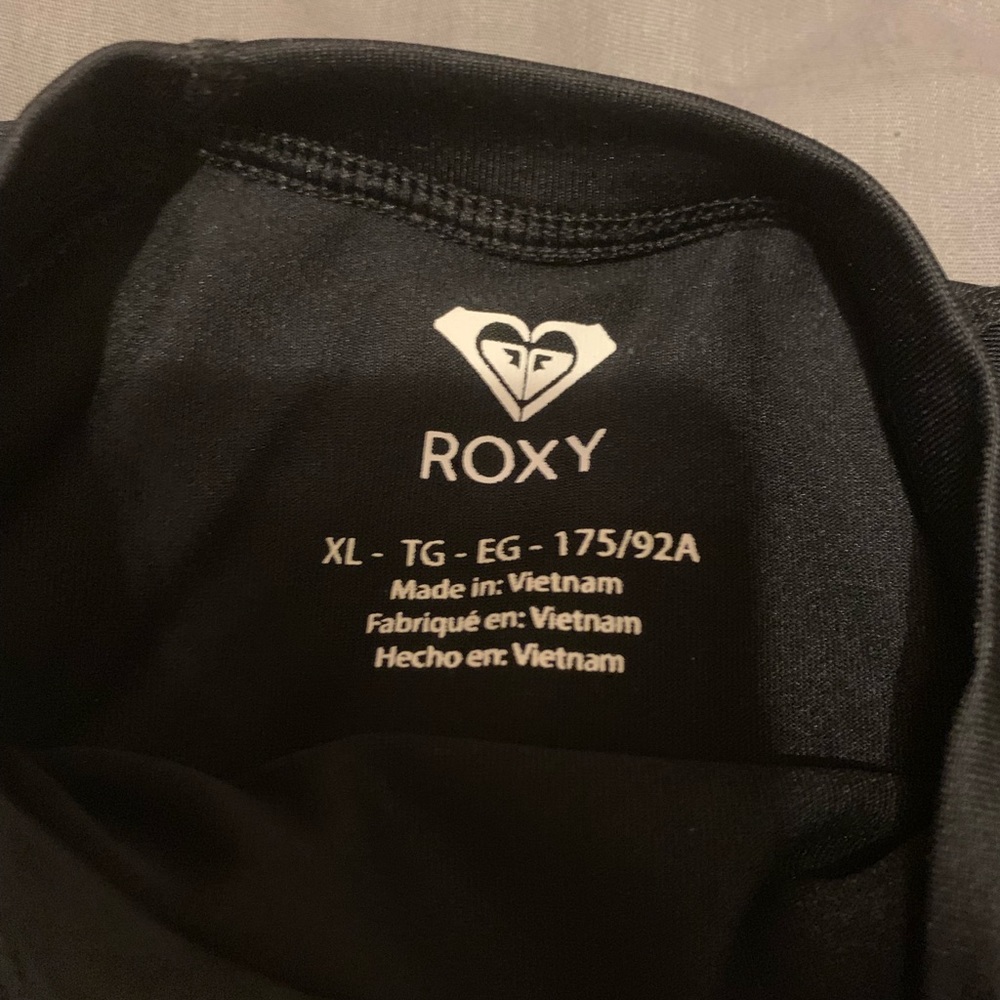 ROXY
XL - TG - EG - 175/92A
Made in: Vietnam
Fabriqué en: Vietnam
Hecho en: Vietnam